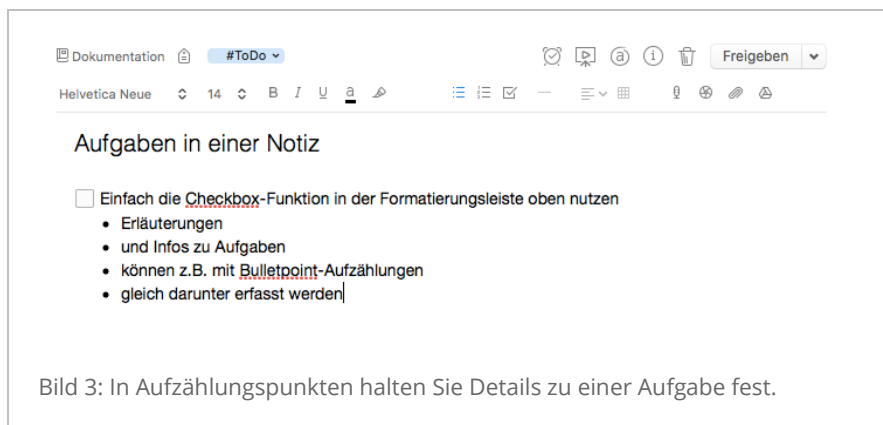 Dokumentation #ToDo Freigeben
Helvetica Neue 14 B I U a
Aufgaben in einer Notiz
Einfach die Checkbox-Funktion in der Formatierungsleiste oben nutzen
• Erläuterungen
• und Infos zu Aufgaben
• können z.B. mit Bulletpoint-Aufzählungen
• gleich darunter erfasst werden
Bild 3: In Aufzählungspunkten halten Sie Details zu einer Aufgabe fest.